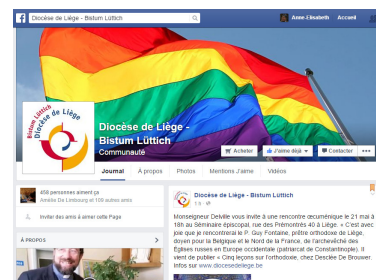 Diocèse de Liège - Bistum Lüttich
Anne-Elisabeth Accueil
Bistum Lüttich
Diocèse de Liège
Diocèse de Liège -
Bistum Lüttich
Communauté
Acheter J'aime déjà Contacter
Journal A propos Photos Mentions J'aime Vidéos
458 personnes aiment ça
Amélie De Limbourg et 109 autres amis
Inviter des amis à aimer cette Page
À PROPOS
Diocèse de Liège - Bistum Lüttich
Monseigneur Delville vous invite à une rencontre œcuménique le 21 mai à
18h au Séminaire épiscopal, rue des Prémontrés 40 à Liège. « C'est avec
joie que je rencontrerai le P. Guy Fontaine, prêtre orthodoxe de Liège,
doyen pour la Belgique et le Nord de la France, de l'archevêché des
Églises russes en Europe occidentale (patriarcat de Constantinople). Il
vient de publier « Cinq leçons sur l'orthodoxie, chez Desclée De Brouwer.
Infos sur www.diocesedeliege.be